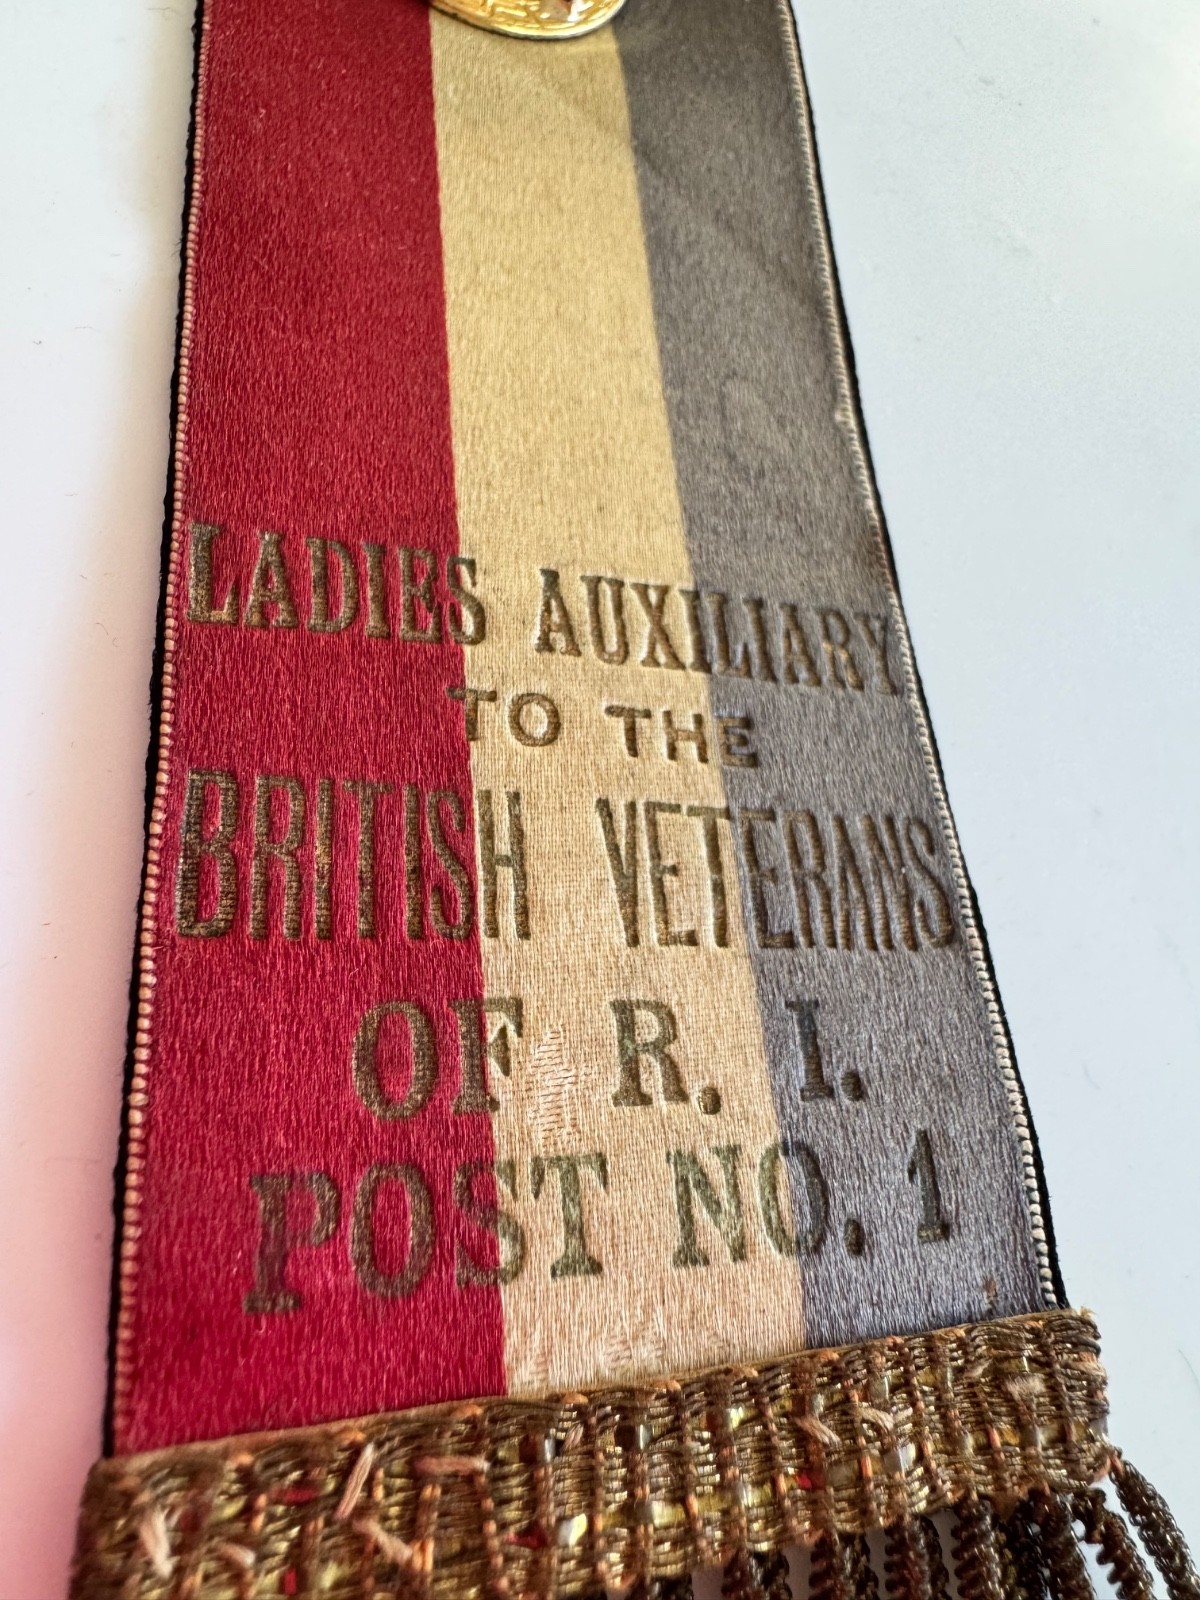 LADIES AUXILIARY
TO THE
BRITISH VETERANS
OF R. I.
POST NO. 1